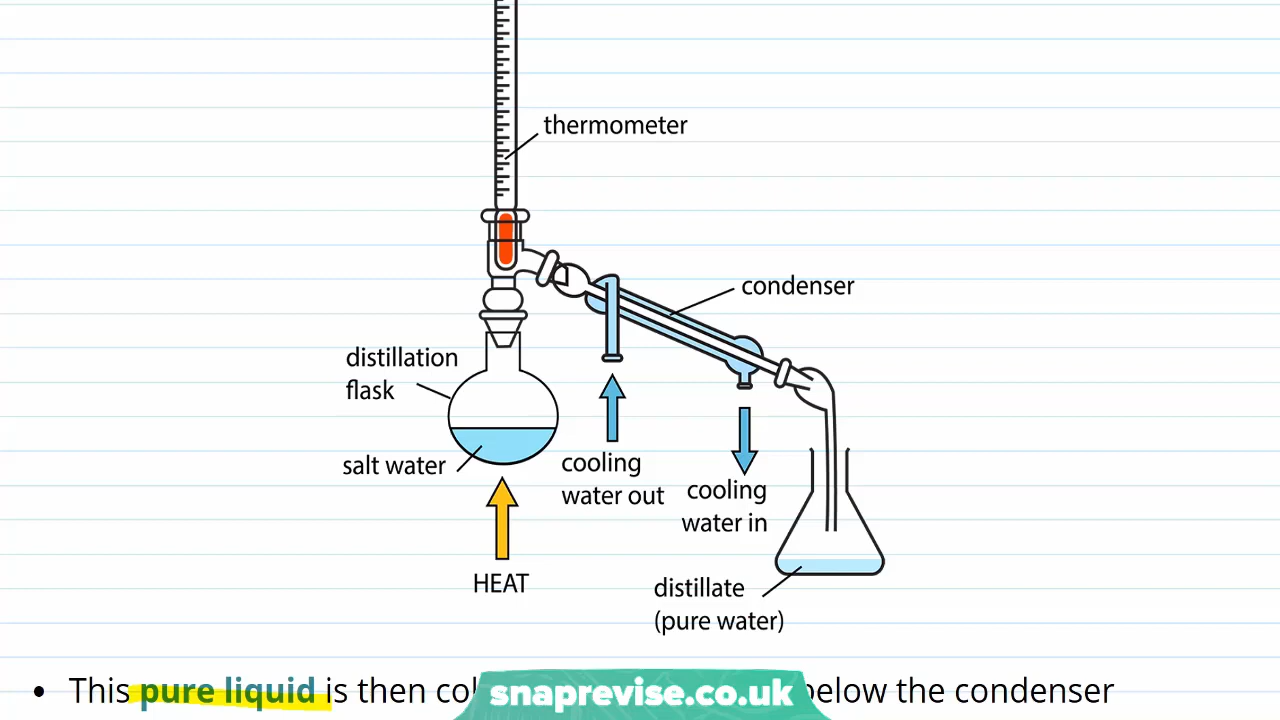 thermometer
condenser
distillation
flask
salt water
cooling
water out
cooling
water in
HEAT
distillate
(pure water)
• This pure liquid is then below the condenser
snaprevise.co.uk